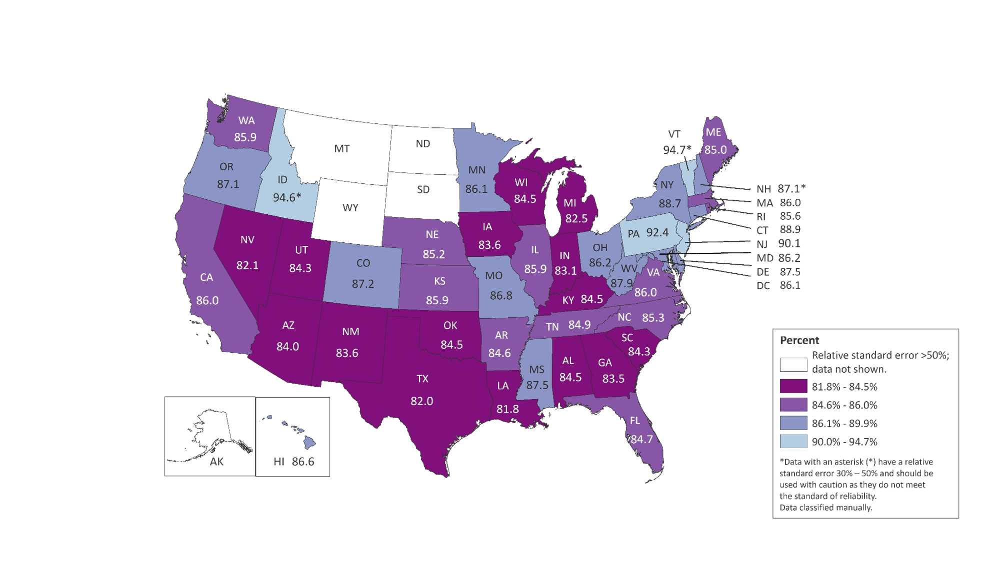 WA
85.9
OR
87.1
ID
94.6*
MT
ND
SD
WY
MN
86.1
WI
84.5
MI
82.5
VT
94.7*
ME
85.0
NY
88.7
NH 87.1*
MA 86.0
RI 85.6
CT 88.9
NJ 90.1
MD 86.2
DE 87.5
DC 86.1
CA
86.0
NV
82.1
UT
84.3
CO
87.2
NE
85.2
KS
85.9
IA
83.6
MO
86.8
IL
85.9
IN
83.1
OH
86.2
PA 92.4
WV
87.9
VA
86.0
KY 84.5
TN 84.9
NC 85.3
SC
84.3
AZ
84.0
NM
83.6
OK
84.5
AR
84.6
TX
82.0
LA
81.8
MS
87.5
AL
84.5
GA
83.5
FL
84.7
AK
HI 86.6
Percent
Relative standard error >50%;
data not shown.
81.8% - 84.5%
84.6% - 86.0%
86.1% - 89.9%
90.0% - 94.7%
*Data with an asterisk (*) have a relative
standard error 30% – 50% and should be
used with caution as they do not meet
the standard of reliability.
Data classified manually.